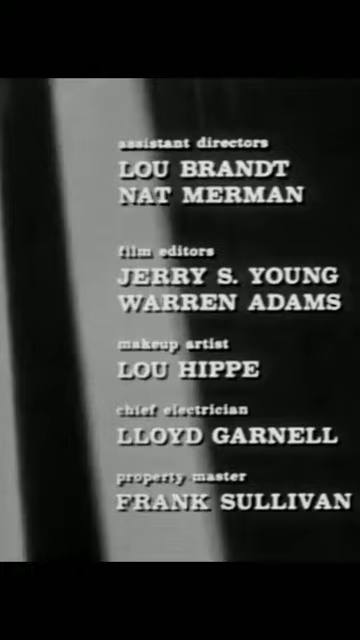 assistant directors
LOU BRANDT
NAT MERMAN
film editors
JERRY S. YOUNG
WARREN ADAMS
makeup artist
LOU HIPPE
chief electrician
LLOYD GARNELL
property master
FRANK SULLIVAN